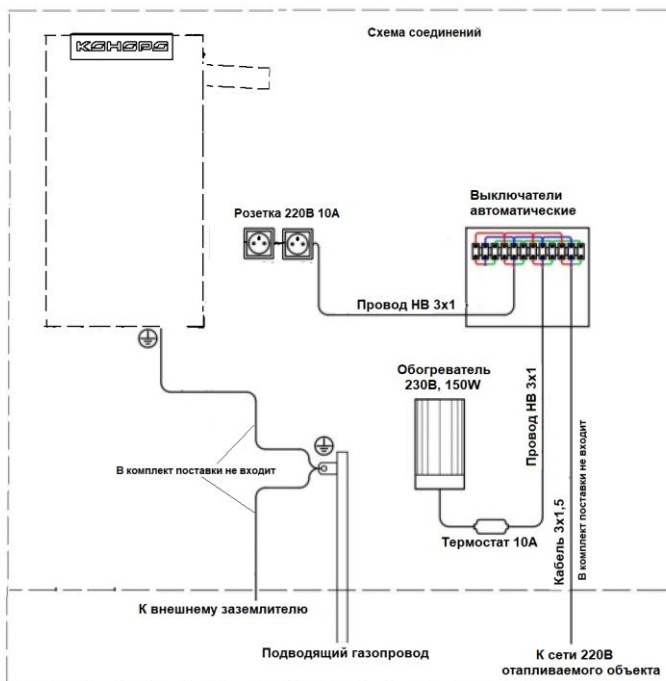 Схема соединений
KSHSPS
Розетка 220В 10А
Выключатели
автоматические
Провод НВ 3х1
Обогреватель
230В, 150W
Провод НВ 3х1
В комплект поставки не входит
Термостат 10А
Кабель 3х1,5
В комплект поставки не входит
К внешнему заземлителю
Подводящий газопровод
К сети 220В
отапливаемого объекта